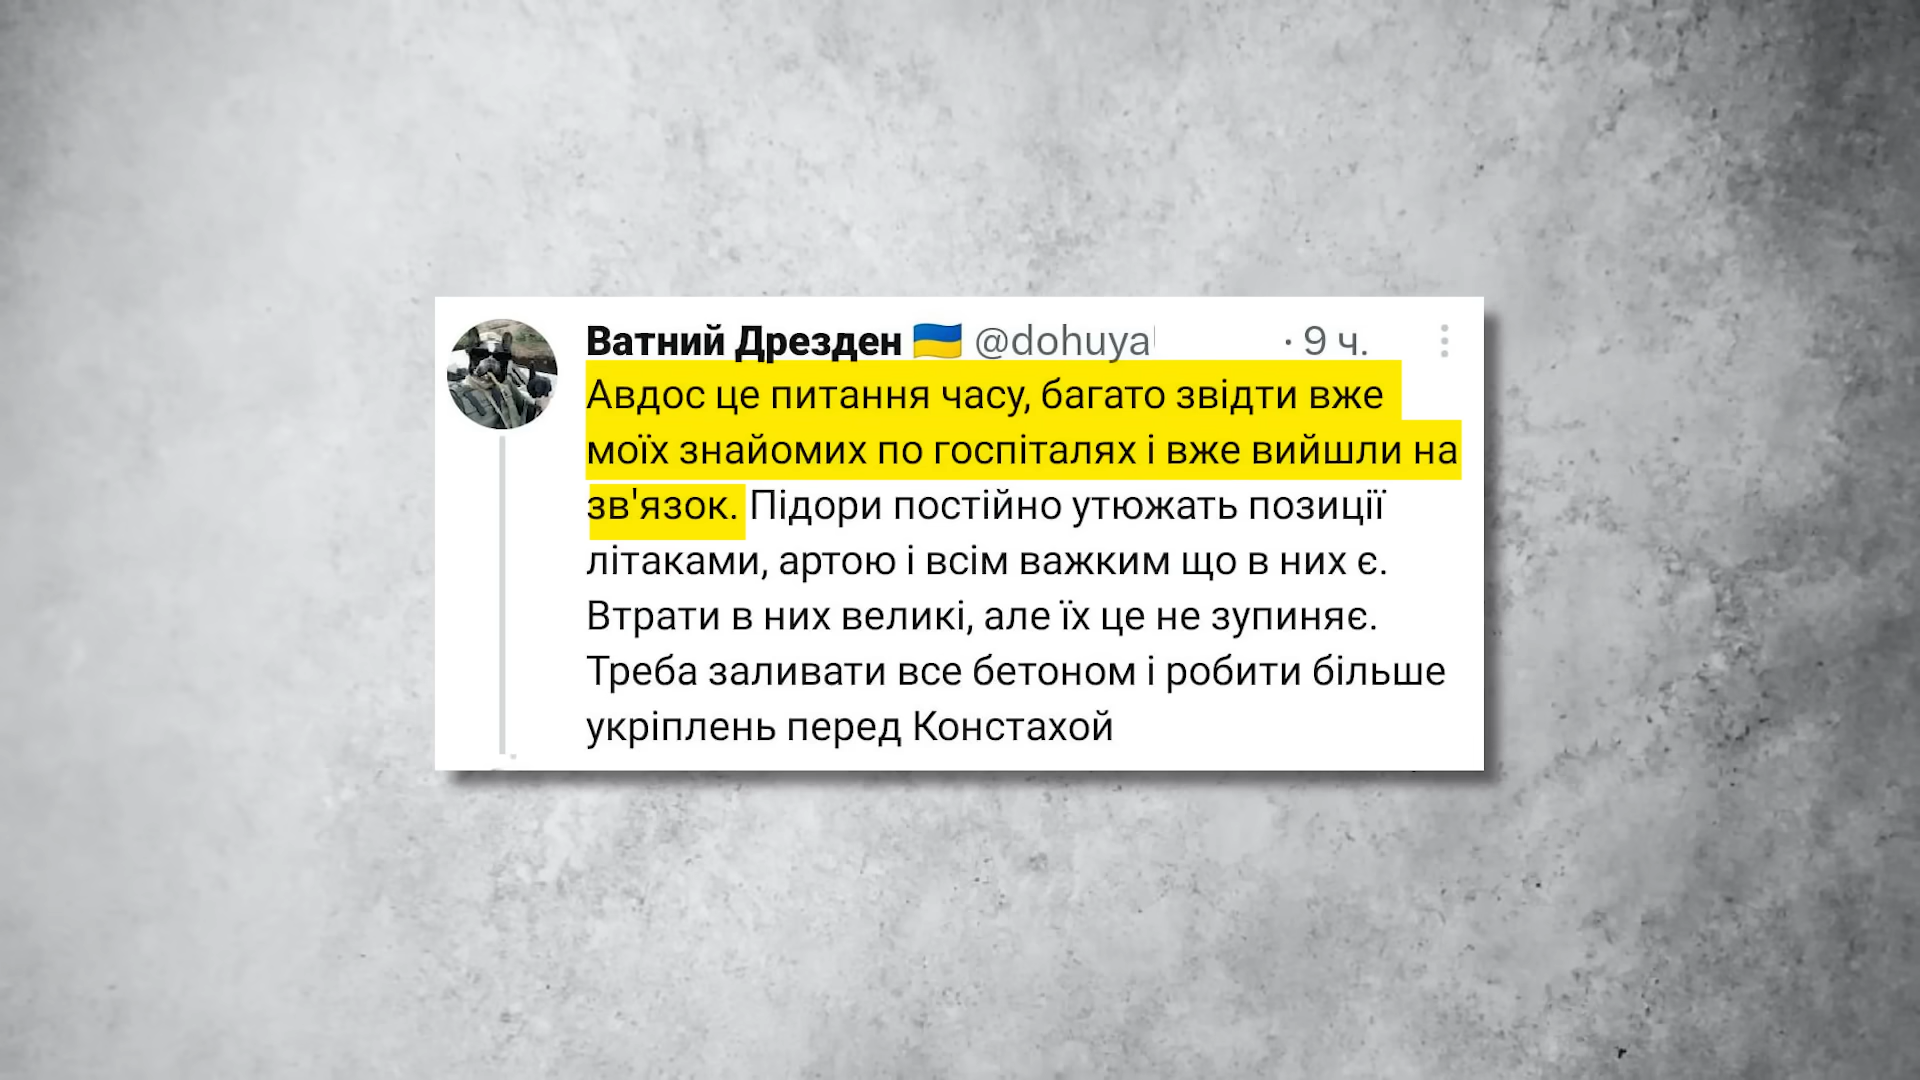 Ватний Дрезден 🇺🇦 @dohuya · 9 ч.
Авдос це питання часу, багато звідти вже
моїх знайомих по госпіталях і вже вийшли на
зв'язок. Підори постійно утюжать позиції
літаками, артою і всім важким що в них є.
Втрати в них великі, але їх це не зупиняє.
Треба заливати все бетоном і робити більше
укріплень перед Констахой